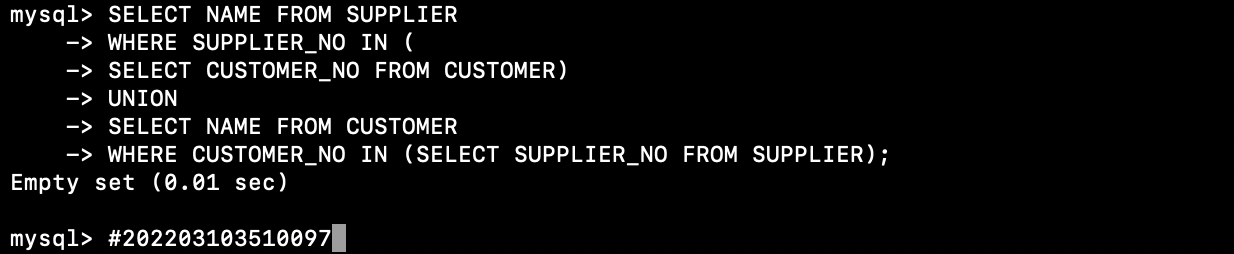 mysql> SELECT NAME FROM SUPPLIER
    -> WHERE SUPPLIER_NO IN (
    -> SELECT CUSTOMER_NO FROM CUSTOMER)
    -> UNION
    -> SELECT NAME FROM CUSTOMER
    -> WHERE CUSTOMER_NO IN (SELECT SUPPLIER_NO FROM SUPPLIER);
Empty set (0.01 sec)
mysql> #202203103510097